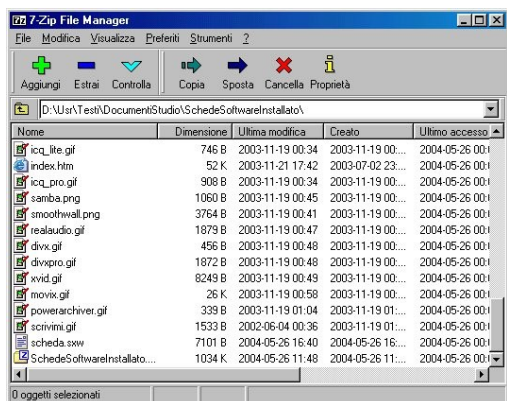 7-Zip File Manager
File Modifica Visualizza Preferiti Strumenti ?
Aggiungi Estrai Controlla Copia Sposta Cancella Proprietà
D:\Usr\Testi\DocumentiStudio\SchedeSoftwareInstallato\
Nome Dimensione Ultima modifica Creato Ultimo accesso
icq_lite.gif 746 B 2003-11-19 00:34 2003-11-19 00:... 2004-05-26 00:
index.htm 52 K 2003-11-21 17:42 2003-07-02 23:... 2004-05-26 00:
icq_pro.gif 908 B 2003-11-19 00:34 2003-11-19 00:... 2004-05-26 00:
samba.png 1060 B 2003-11-19 00:45 2003-11-19 00:... 2004-05-26 00:
smoothwall.png 3764 B 2003-11-19 00:41 2003-11-19 00:... 2004-05-26 00:
realaudio.gif 1879 B 2003-11-19 00:47 2003-11-19 00:... 2004-05-26 00:
divx.gif 456 B 2003-11-19 00:48 2003-11-19 00:... 2004-05-26 00:
divxpro.gif 1872 B 2003-11-19 00:48 2003-11-19 00:... 2004-05-26 00:
xvid.gif 8249 B 2003-11-19 00:49 2003-11-19 00:... 2004-05-26 00:
movix.gif 26 K 2003-11-19 00:58 2003-11-19 00:... 2004-05-26 00:
powerarchiver.gif 339 B 2003-11-19 01:04 2003-11-19 01:... 2004-05-26 00:
scrivimi.gif 1533 B 2002-06-04 00:36 2003-11-19 01:... 2004-05-26 00:
scheda.sxw 7101 B 2004-05-26 16:40 2004-05-26 16:... 2004-05-26 00:
SchedeSoftwareInstallato.... 1034 K 2004-05-26 11:48 2004-05-26 11:... 2004-05-26 00:
0 oggetti selezionati